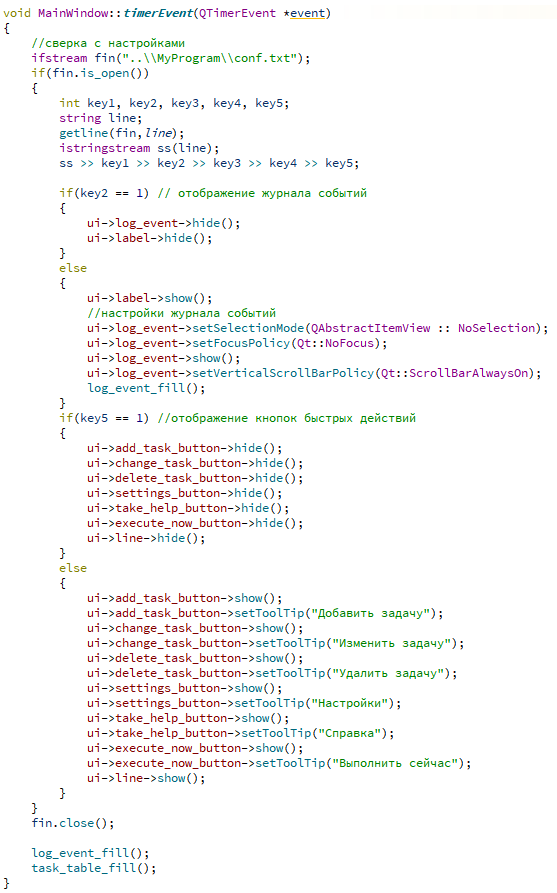 void MainWindow::timerEvent(QTimerEvent *event)
{
    //сверка с настройками
    ifstream fin("..\\MyProgram\\conf.txt");
    if(fin.is_open())
    {
        int key1, key2, key3, key4, key5;
        string line;
        getline(fin,line);
        istringstream ss(line);
        ss >> key1 >> key2 >> key3 >> key4 >> key5;

        if(key2 == 1) // отображение журнала событий
        {
            ui->log_event->hide();
            ui->label->hide();
        }
        else
        {
            ui->label->show();
            //настройки журнала событий
            ui->log_event->setSelectionMode(QAbstractItemView :: NoSelection);
            ui->log_event->setFocusPolicy(Qt::NoFocus);
            ui->log_event->show();
            ui->log_event->setVerticalScrollBarPolicy(Qt::ScrollBarAlwaysOn);
            log_event_fill();
        }
        if(key5 == 1) //отображение кнопок быстрых действий
        {
            ui->add_task_button->hide();
            ui->change_task_button->hide();
            ui->delete_task_button->hide();
            ui->settings_button->hide();
            ui->take_help_button->hide();
            ui->execute_now_button->hide();
            ui->line->hide();
        }
        else
        {
            ui->add_task_button->show();
            ui->add_task_button->setToolTip("Добавить задачу");
            ui->change_task_button->show();
            ui->change_task_button->setToolTip("Изменить задачу");
            ui->delete_task_button->show();
            ui->delete_task_button->setToolTip("Удалить задачу");
            ui->settings_button->show();
            ui->settings_button->setToolTip("Настройки");
            ui->take_help_button->show();
            ui->take_help_button->setToolTip("Справка");
            ui->execute_now_button->show();
            ui->execute_now_button->setToolTip("Выполнить сейчас");
            ui->line->show();
        }
    }
    fin.close();

    log_event_fill();
    task_table_fill();
}